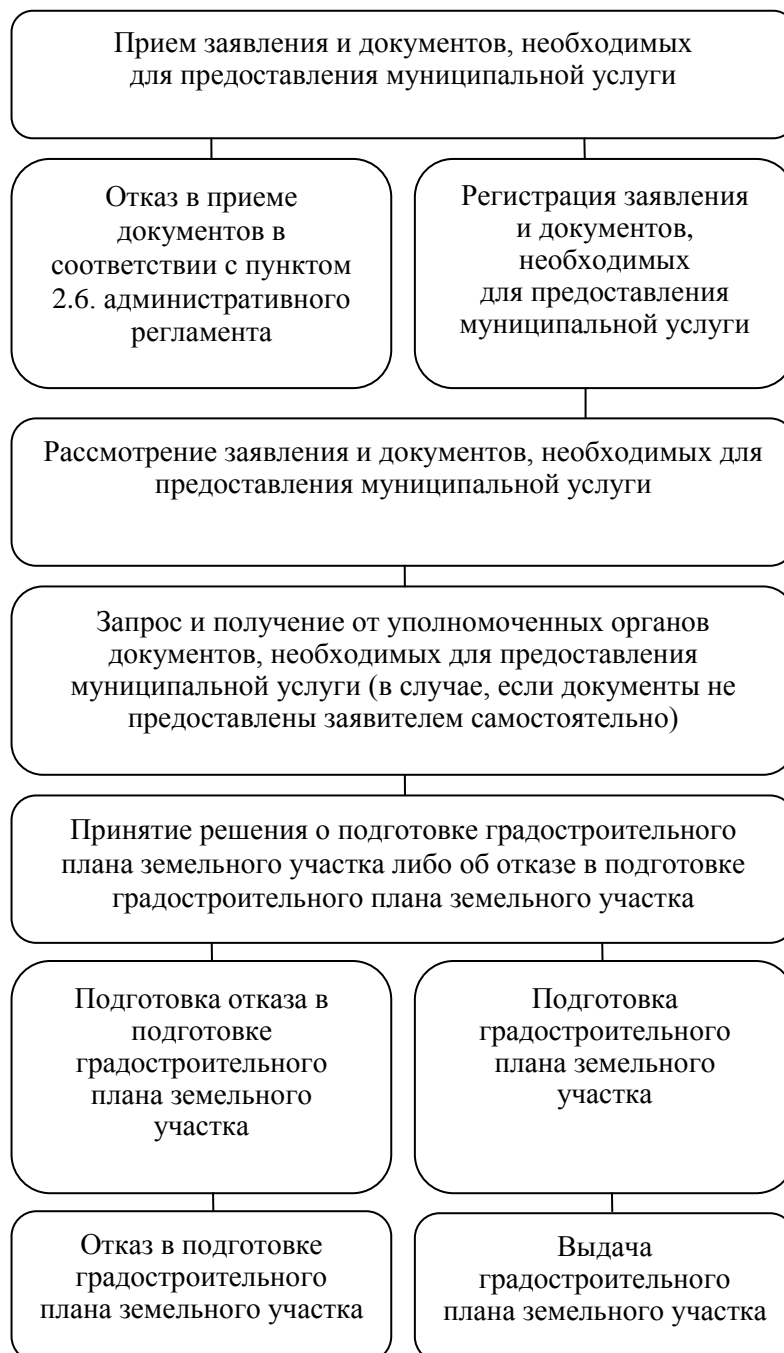 Прием заявления и документов, необходимых
для предоставления муниципальной услуги
Отказ в приеме
документов в
соответствии с пунктом
2.6. административного
регламента
Регистрация заявления
и документов,
необходимых
для предоставления
муниципальной услуги
Рассмотрение заявления и документов, необходимых для
предоставления муниципальной услуги
Запрос и получение от уполномоченных органов
документов, необходимых для предоставления
муниципальной услуги (в случае, если документы не
предоставлены заявителем самостоятельно)
Принятие решения о подготовке градостроительного
плана земельного участка либо об отказе в подготовке
градостроительного плана земельного участка
Подготовка отказа в
подготовке
градостроительного
плана земельного
участка
Подготовка
градостроительного
плана земельного
участка
Отказ в подготовке
градостроительного
плана земельного участка
Выдача
градостроительного
плана земельного участка